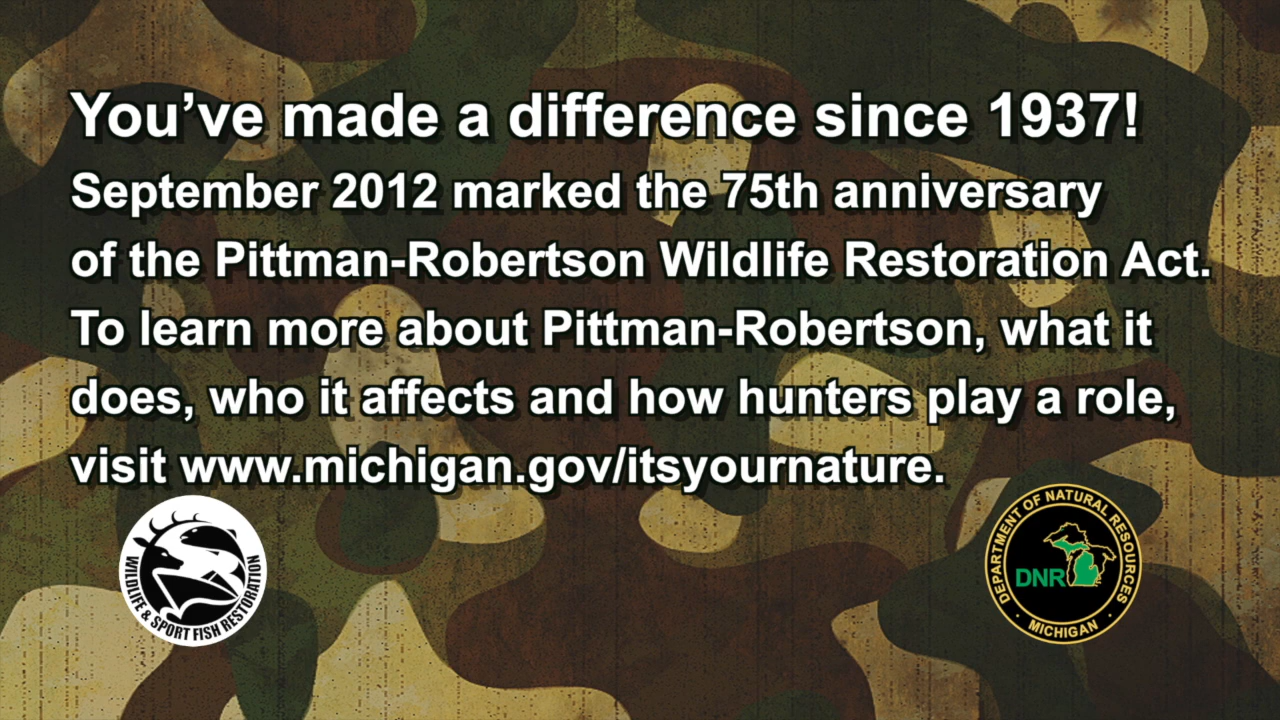 You've made a difference since 1937!
September 2012 marked the 75th anniversary
of the Pittman-Robertson Wildlife Restoration Act.
To learn more about Pittman-Robertson, what it
does, who it affects and how hunters play a role,
visit www.michigan.gov/itsyournature.
WILDLIFE & SPORT FISH RESTORATION
DEPARTMENT OF NATURAL RESOURCES
DNR
MICHIGAN